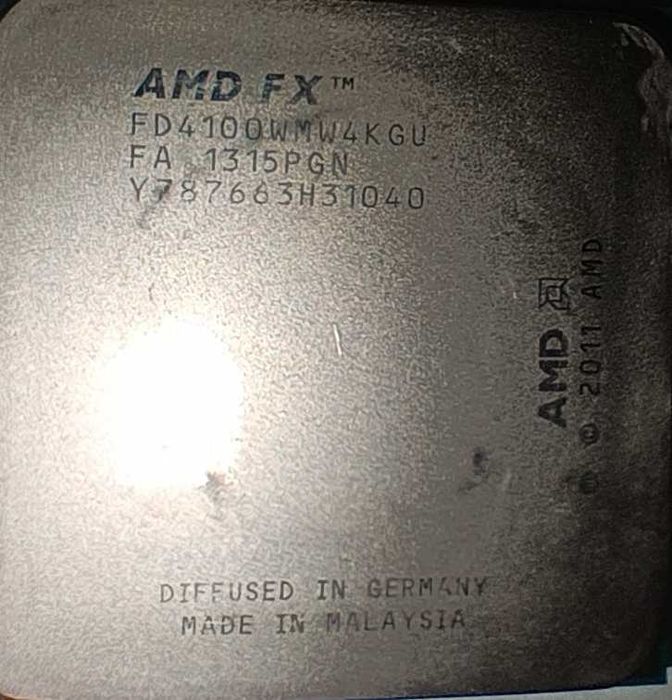 AMD FX™
FD4100WMW4KGU
FA 1315PGN
Y787663H31040
AMD
© 2011 AMD
DIFFUSED IN GERMANY
MADE IN MALAYSIA